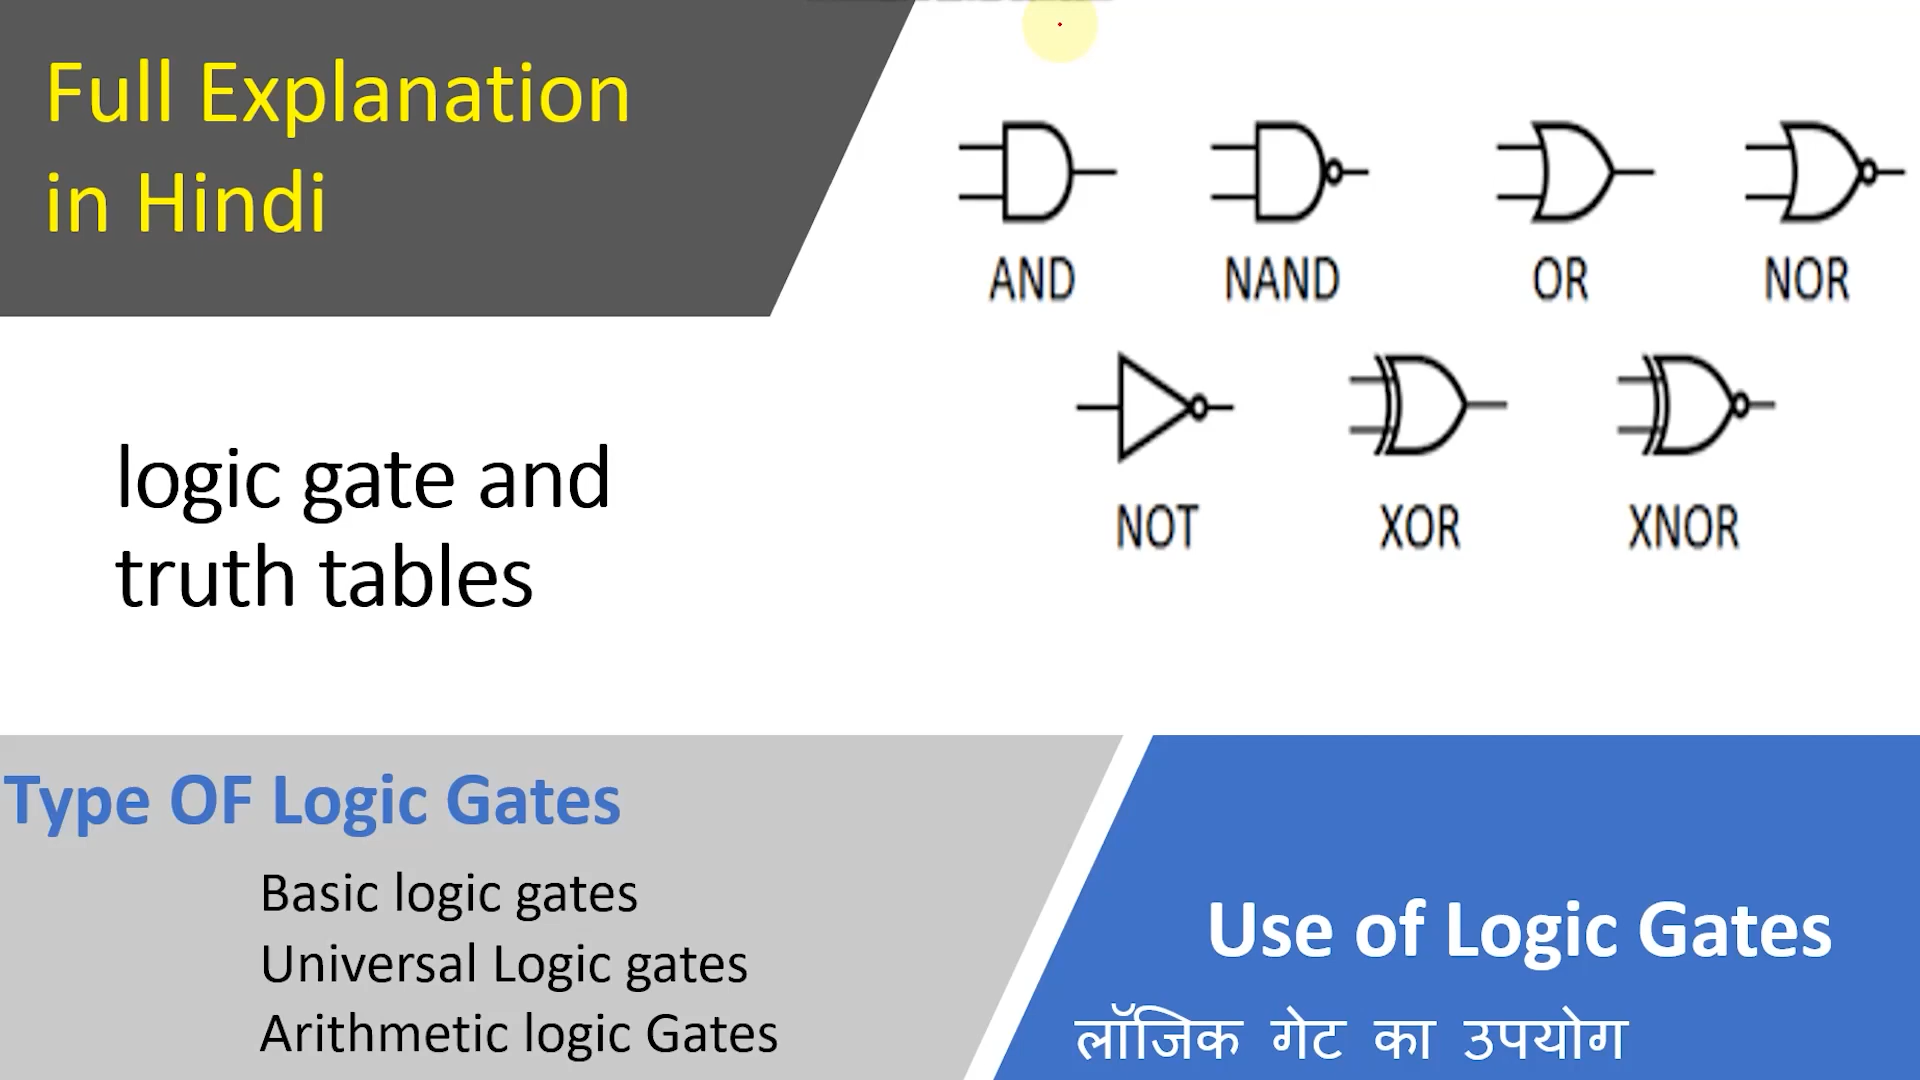 Full Explanation
in Hindi
AND NAND OR NOR
NOT XOR XNOR
logic gate and
truth tables
Type OF Logic Gates
Basic logic gates
Universal Logic gates
Arithmetic logic Gates
Use of Logic Gates
लॉजिक गेट का उपयोग